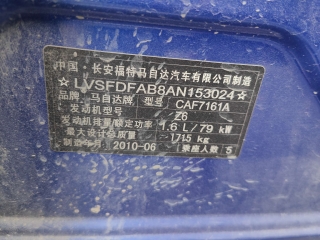 中国·长安福特马自达汽车有限公司制造
☆LVSFDFAB8AN153024☆
品牌 马自达牌 型号 CAF7161A
发动机型号 Z6
发动机排量/额定功率 1.6 L/79 kW
最大设计总质量 1715 kg
制造年月 2010-06 乘座人数 5